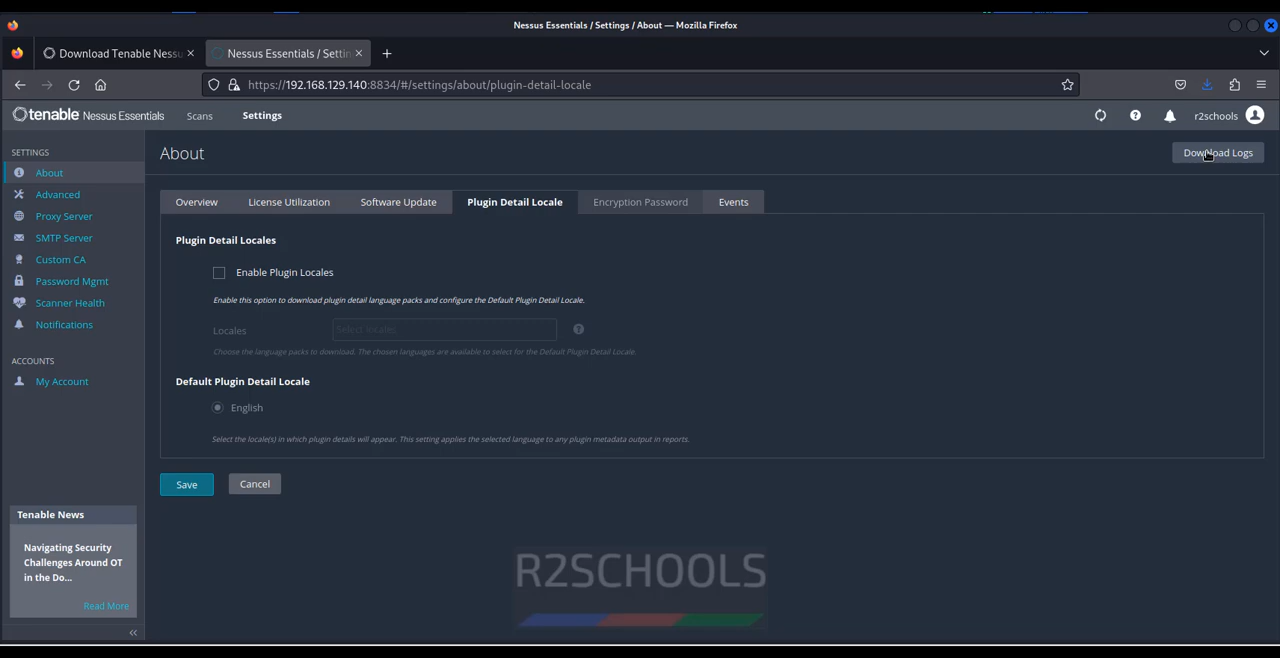 Nessus Essentials / Settings / About — Mozilla Firefox
Download Tenable Nessu
Nessus Essentials / Settin
https://192.168.129.140:8834/#/settings/about/plugin-detail-locale
tenable Nessus Essentials
Scans
Settings
r2schools
SETTINGS
About
Advanced
Proxy Server
SMTP Server
Custom CA
Password Mgmt
Scanner Health
Notifications
ACCOUNTS
My Account
Tenable News
Navigating Security
Challenges Around OT
in the Do...
Read More
About
Download Logs
Overview
License Utilization
Software Update
Plugin Detail Locale
Encryption Password
Events
Plugin Detail Locales
Enable Plugin Locales
Enable this option to download plugin detail language packs and configure the Default Plugin Detail Locale.
Locales
Select locale
Choose the language packs to download. The chosen languages are available to select for the Default Plugin Detail Locale.
Default Plugin Detail Locale
English
Select the locale(s) in which plugin details will appear. This setting applies the selected language to any plugin metadata output in reports.
Save
Cancel
R2SCHOOLS